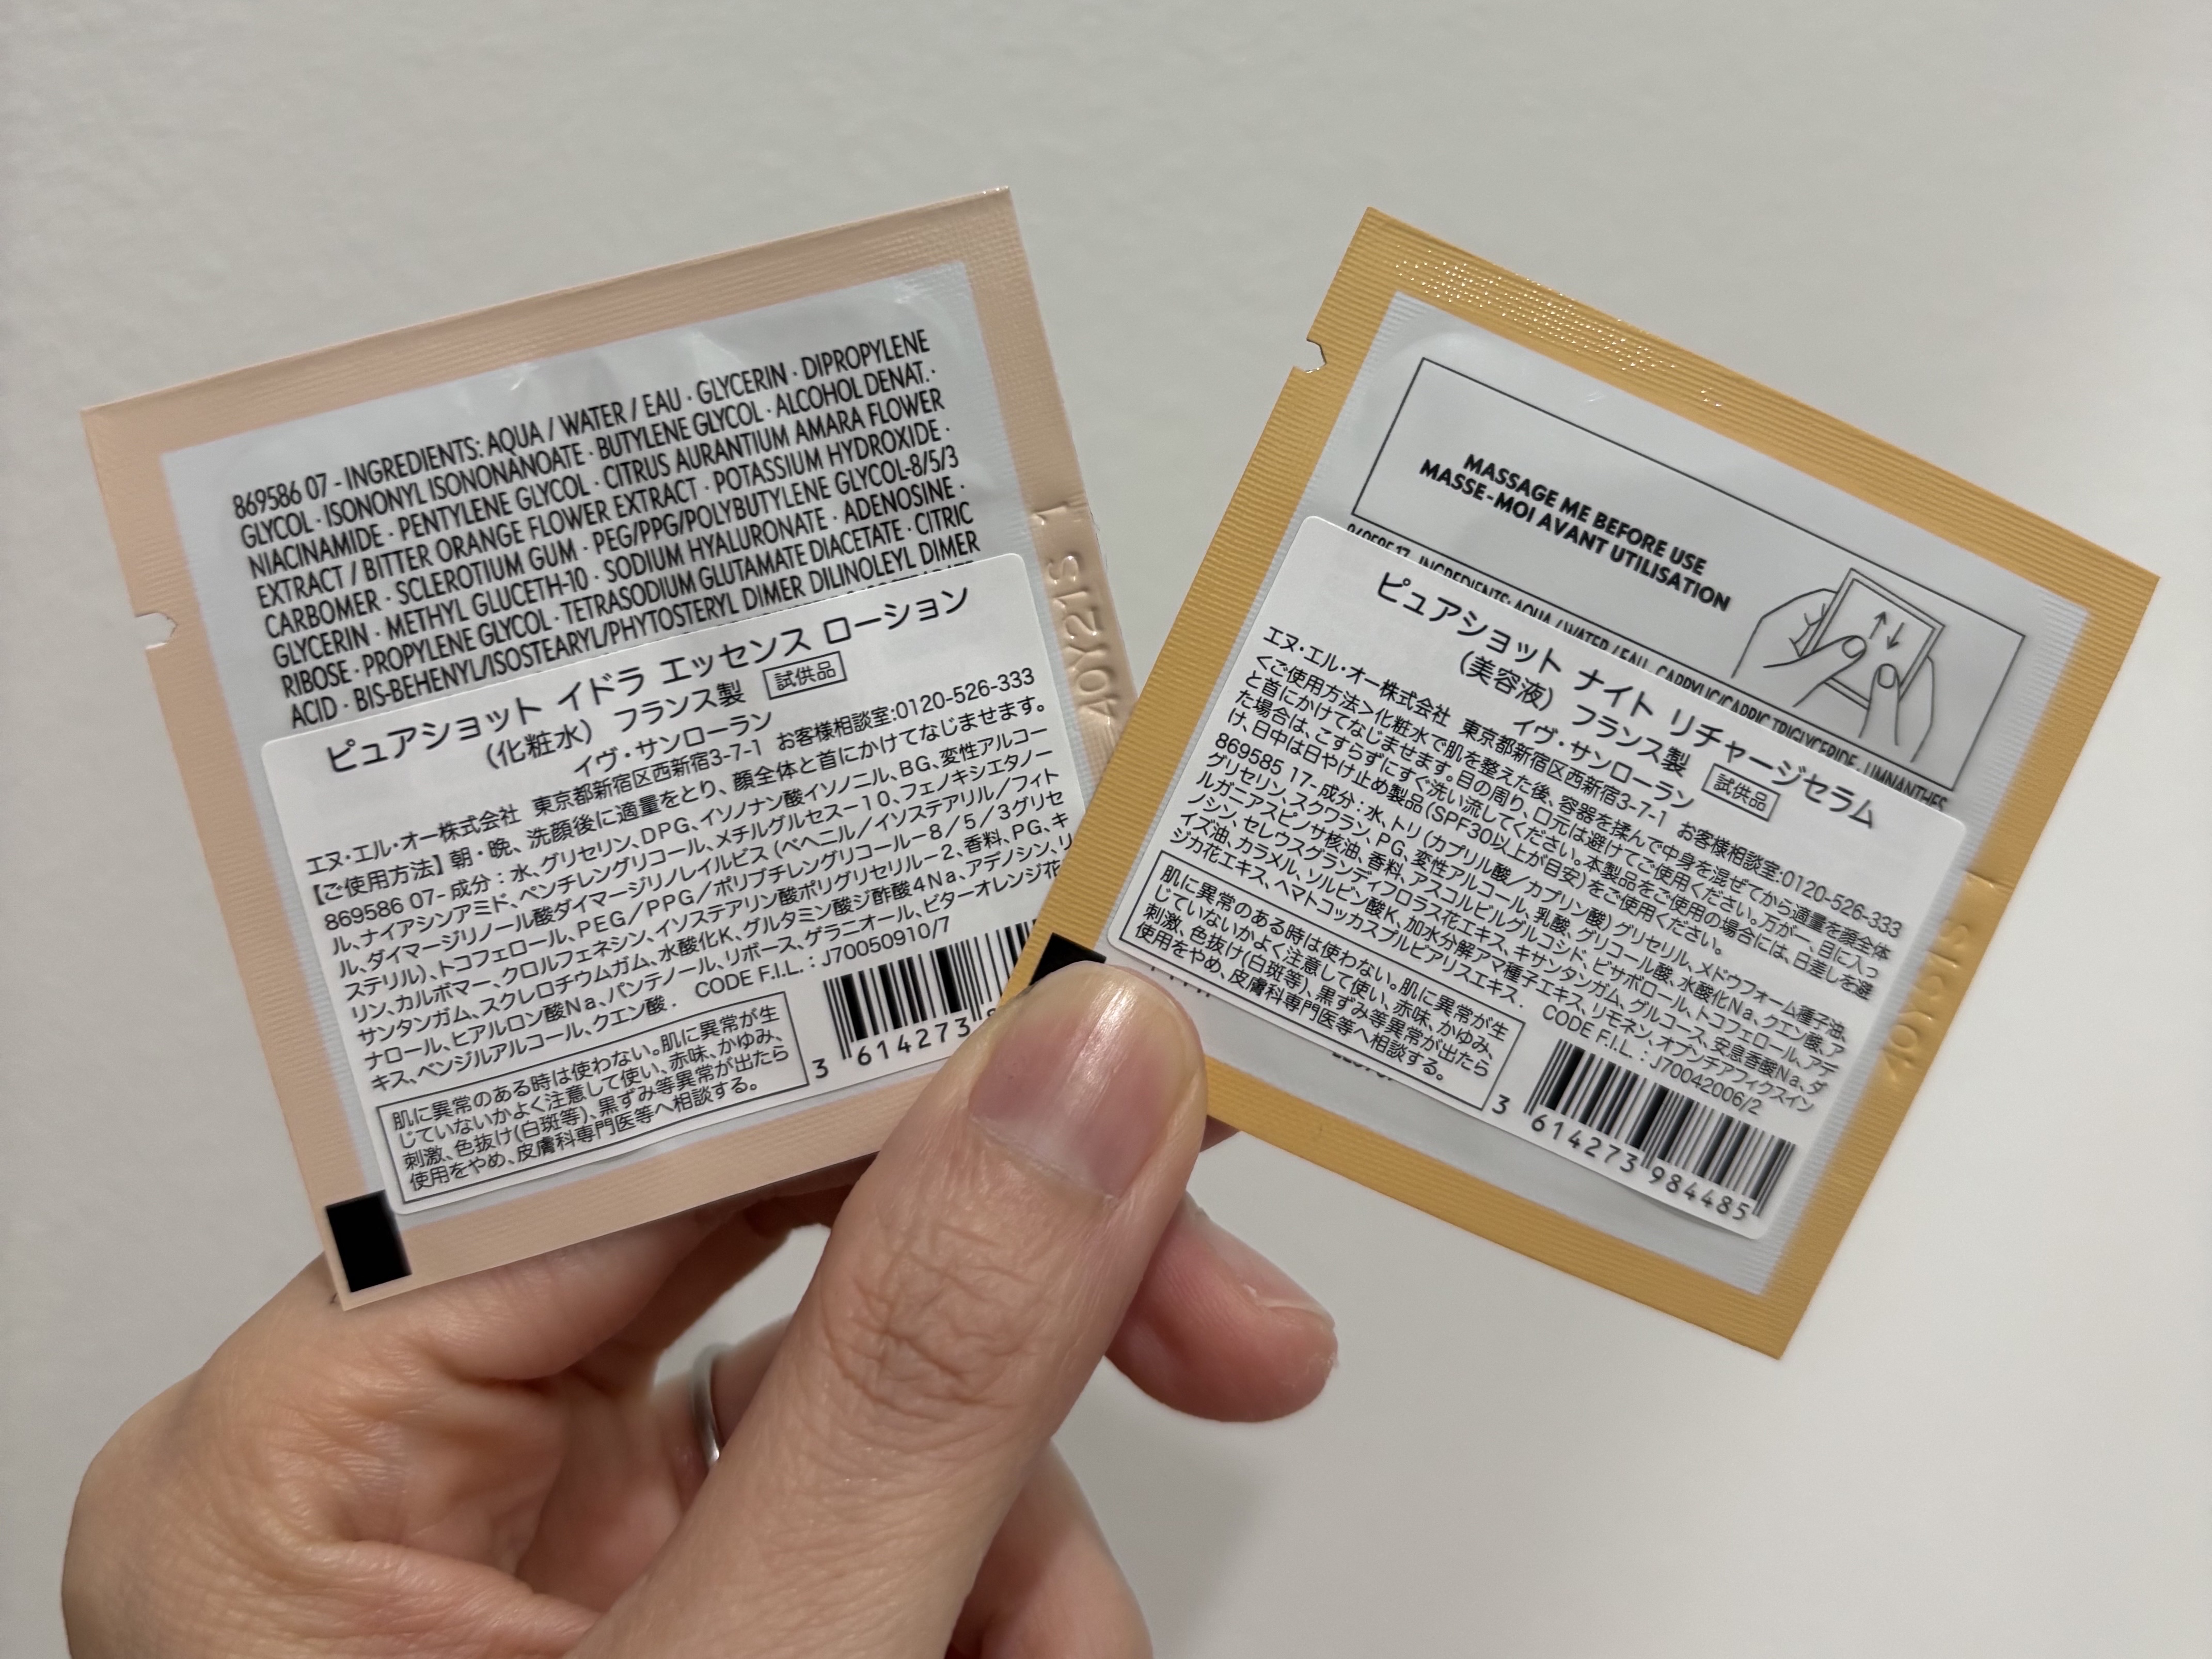 869586 07 - INGREDIENTS: AQUA / WATER / EAU · GLYCERIN · DIPROPYLENE
GLYCOL · ISONONYL ISONONANOATE · BUTYLENE GLYCOL · ALCOHOL DENAT. ·
NIACINAMIDE · PENTYLENE GLYCOL · CITRUS AURANTIUM AMARA FLOWER
EXTRACT / BITTER ORANGE FLOWER EXTRACT · POTASSIUM HYDROXIDE ·
CARBOMER · SCLEROTIUM GUM · PEG/PPG/POLYBUTYLENE GLYCOL-8/5/3
GLYCERIN · METHYL GLUCETH-10 · SODIUM HYALURONATE · ADENOSINE ·
RIBOSE · PROPYLENE GLYCOL · TETRASODIUM GLUTAMATE DIACETATE · CITRIC
ACID · BIS-BEHENYL/ISOSTEARYL/PHYTOSTERYL DIMER DILINOLEYL DIMER
ピュアショット イドラ エッセンス ローション
(化粧水) フランス製 試供品
イヴ・サンローラン
エヌ・エル・オー株式会社 東京都新宿区西新宿3-7-1 お客様相談室:0120-526-333
【ご使用方法】朝・晩、洗顔後に適量をとり、顔全体と首にかけてなじませます。
869586 07- 成分：水、グリセリン、DPG、イソノナン酸イソノニル、BG、変性アルコー
ル、ナイアシンアミド、ペンチレングリコール、メチルグルセス－10、フェノキシエタノー
ル、ダイマージリノール酸ダイマージリノレイルビス（ベヘニル／イソステアリル／フィト
ステリル）、トコフェロール、PEG／PPG／ポリブチレングリコール－8／5／3グリセ
リン、カルボマー、クロルフェネシン、イソステアリン酸ポリグリセリル－2、香料、PG、キ
サンタンガム、スクレロチウムガム、水酸化K、グルタミン酸ジ酢酸4Na、アデノシン、リ
ナロール、ヒアルロン酸Na、パンテノール、リボース、ゲラニオール、ビターオレンジ花
キス、ベンジルアルコール、クエン酸． CODE F.I.L.：J70050910/7
肌に異常のある時は使わない。肌に異常が生
じていないかよく注意して使い、赤味、かゆみ、
刺激、色抜け(白斑等)、黒ずみ等異常が出たら
使用をやめ、皮膚科専門医等へ相談する。
3 614273
40Y21S 1
MASSAGE ME BEFORE USE
MASSE-MOI AVANT UTILISATION
INGREDIENTS: AQUA / WATER / EAU · CAPRYLIC/CAPRIC TRIGLYCERIDE · LIMNANTHES
ピュアショット ナイト リチャージセラム
(美容液) フランス製 試供品
イヴ・サンローラン
エヌ・エル・オー株式会社 東京都新宿区西新宿3-7-1 お客様相談室:0120-526-333
＜ご使用方法＞化粧水で肌を整えた後、容器を揉んで中身を混ぜてから適量を顔全体
と首にかけてなじませます。目の周り、口元は避けてご使用ください。万が一、目に入っ
た場合は、こすらずにすぐ洗い流してください。本製品をご使用の場合には、日差しを避
け、日中は日やけ止め製品(SPF30以上が目安)をご使用ください。
869585 17- 成分：水、トリ（カプリル酸／カプリン酸）グリセリル、メドウフォーム種子油、
グリセリン、スクワラン、PG、変性アルコール、乳酸、グリコール酸、水酸化Na、クエン酸、ア
ルガニアスピノサ核油、香料、アスコルビルグルコシド、ビサボロール、トコフェロール、アデ
ノシン、セレウスグランディフロラス花エキス、キサンタンガム、グルコース、安息香酸Na、ダ
イズ油、カラメル、ソルビン酸K、加水分解アマ種子エキス、リモネン、オプンチアフィクスイン
ジカ花エキス、ヘマトコッカスプルビアリスエキス． CODE F.I.L.：J70042006/2
肌に異常のある時は使わない。肌に異常が生
じていないかよく注意して使い、赤味、かゆみ、
刺激、色抜け(白斑等)、黒ずみ等異常が出たら
使用をやめ、皮膚科専門医等へ相談する。
3 614273 984485